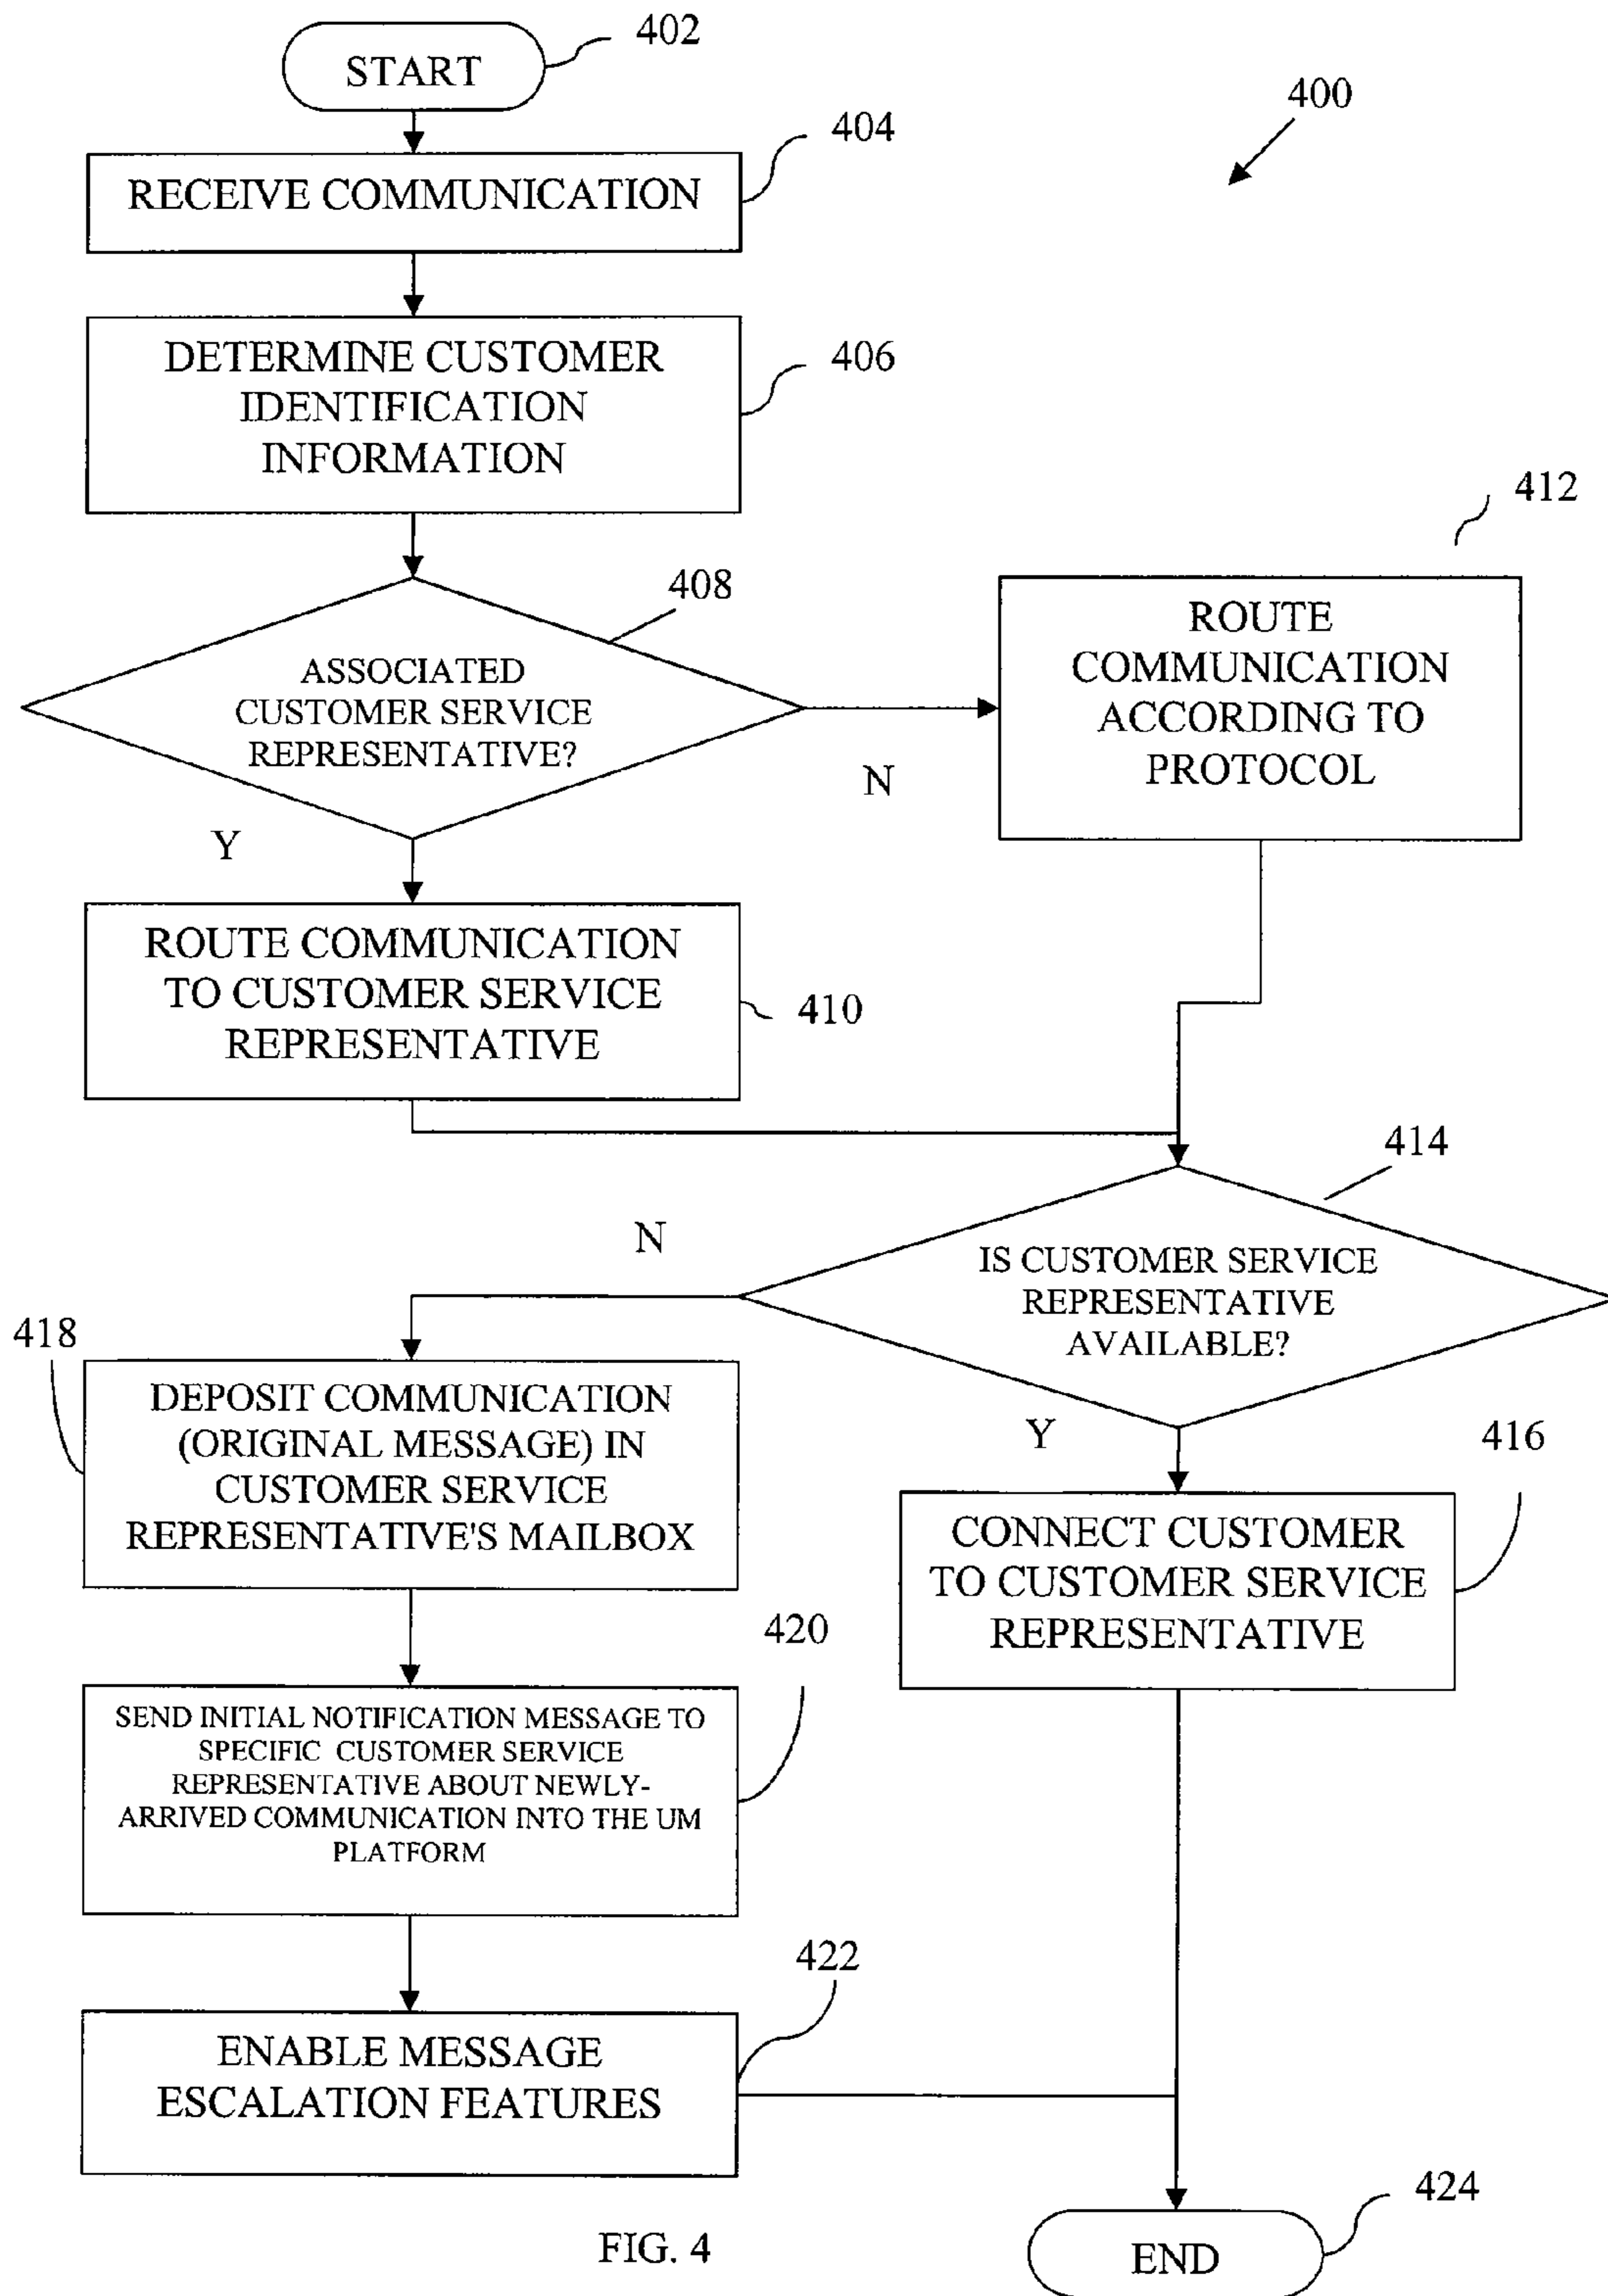 402
START
400
404
RECEIVE COMMUNICATION
DETERMINE CUSTOMER
IDENTIFICATION
INFORMATION
406
412
408
ASSOCIATED
CUSTOMER SERVICE
REPRESENTATIVE?
ROUTE
COMMUNICATION
ACCORDING TO
PROTOCOL
N
Y
ROUTE COMMUNICATION
TO CUSTOMER SERVICE
REPRESENTATIVE
410
414
N
IS CUSTOMER SERVICE
REPRESENTATIVE
AVAILABLE?
418
DEPOSIT COMMUNICATION
(ORIGINAL MESSAGE) IN
CUSTOMER SERVICE
REPRESENTATIVE'S MAILBOX
Y
416
CONNECT CUSTOMER
TO CUSTOMER SERVICE
REPRESENTATIVE
420
SEND INITIAL NOTIFICATION MESSAGE TO
SPECIFIC CUSTOMER SERVICE
REPRESENTATIVE ABOUT NEWLY-
ARRIVED COMMUNICATION INTO THE UM
PLATFORM
422
ENABLE MESSAGE
ESCALATION FEATURES
424
END
FIG. 4